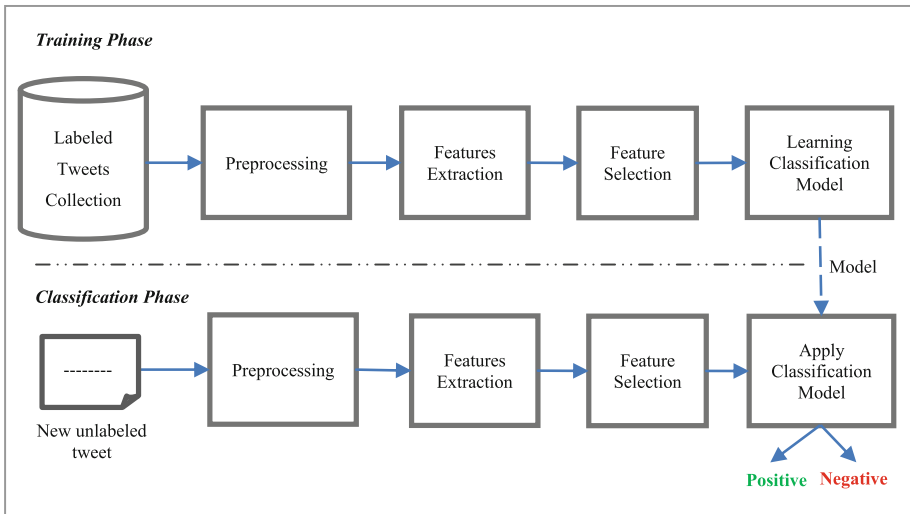 Training Phase
Labeled
Tweets
Collection
Preprocessing
Features
Extraction
Feature
Selection
Learning
Classification
Model
Model
Classification Phase
--------
New unlabeled
tweet
Preprocessing
Features
Extraction
Feature
Selection
Apply
Classification
Model
Positive
Negative